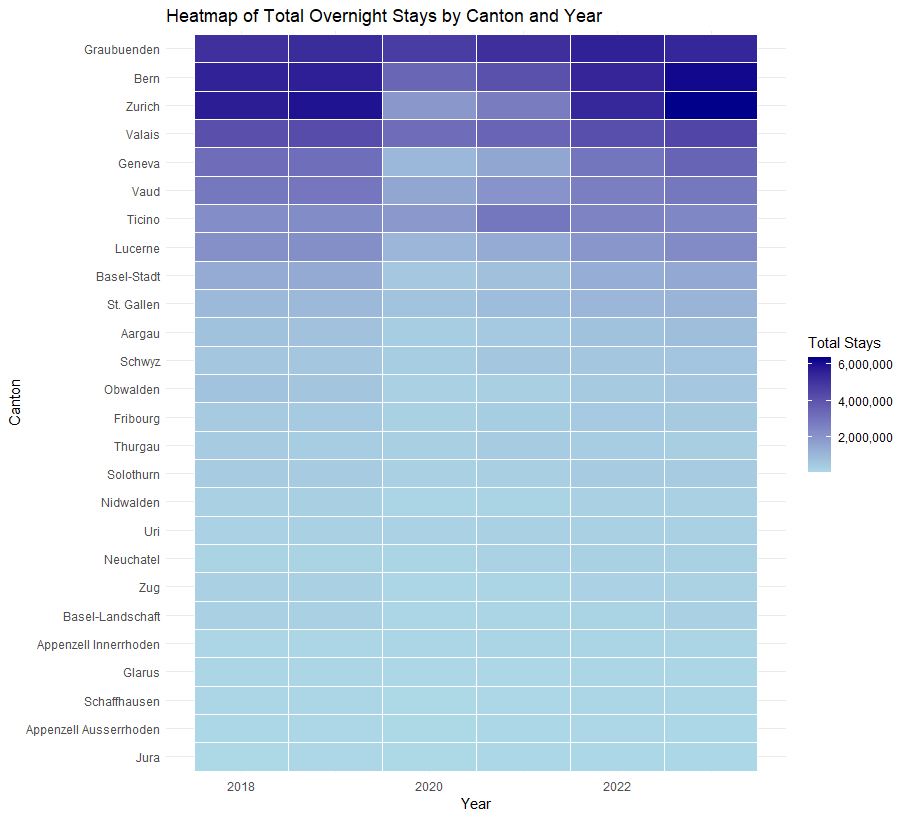 Heatmap of Total Overnight Stays by Canton and Year
Canton
Graubuenden
Bern
Zurich
Valais
Geneva
Vaud
Ticino
Lucerne
Basel-Stadt
St. Gallen
Aargau
Schwyz
Obwalden
Fribourg
Thurgau
Solothurn
Nidwalden
Uri
Neuchatel
Zug
Basel-Landschaft
Appenzell Innerrhoden
Glarus
Schaffhausen
Appenzell Ausserrhoden
Jura
2018 2020 2022
Year
Total Stays
6,000,000
4,000,000
2,000,000